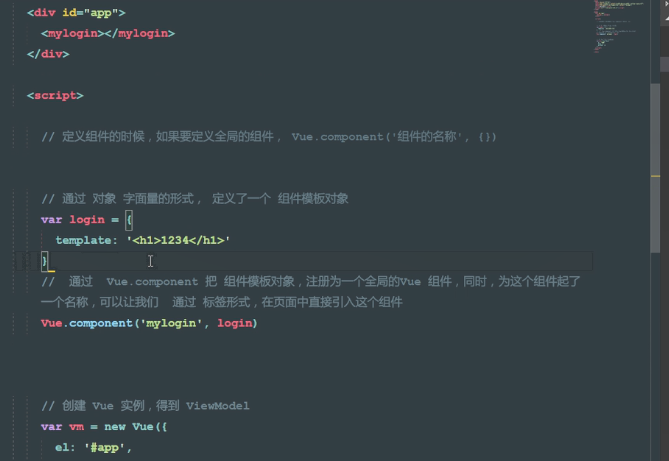 <div id="app">
<mylogin></mylogin>
</div>
<script>
// 定义组件的时候，如果要定义全局的组件， Vue.component('组件的名称', {})
// 通过 对象 字面量的形式， 定义了一个 组件模板对象
var login = {
template: '<h1>1234</h1>'
}
// 通过 Vue.component 把 组件模板对象，注册为一个全局的Vue 组件，同时，为这个组件起了
一个名称，可以让我们 通过 标签形式，在页面中直接引入这个组件
Vue.component('mylogin', login)
// 创建 Vue 实例，得到 ViewModel
var vm = new Vue({
el: '#app',